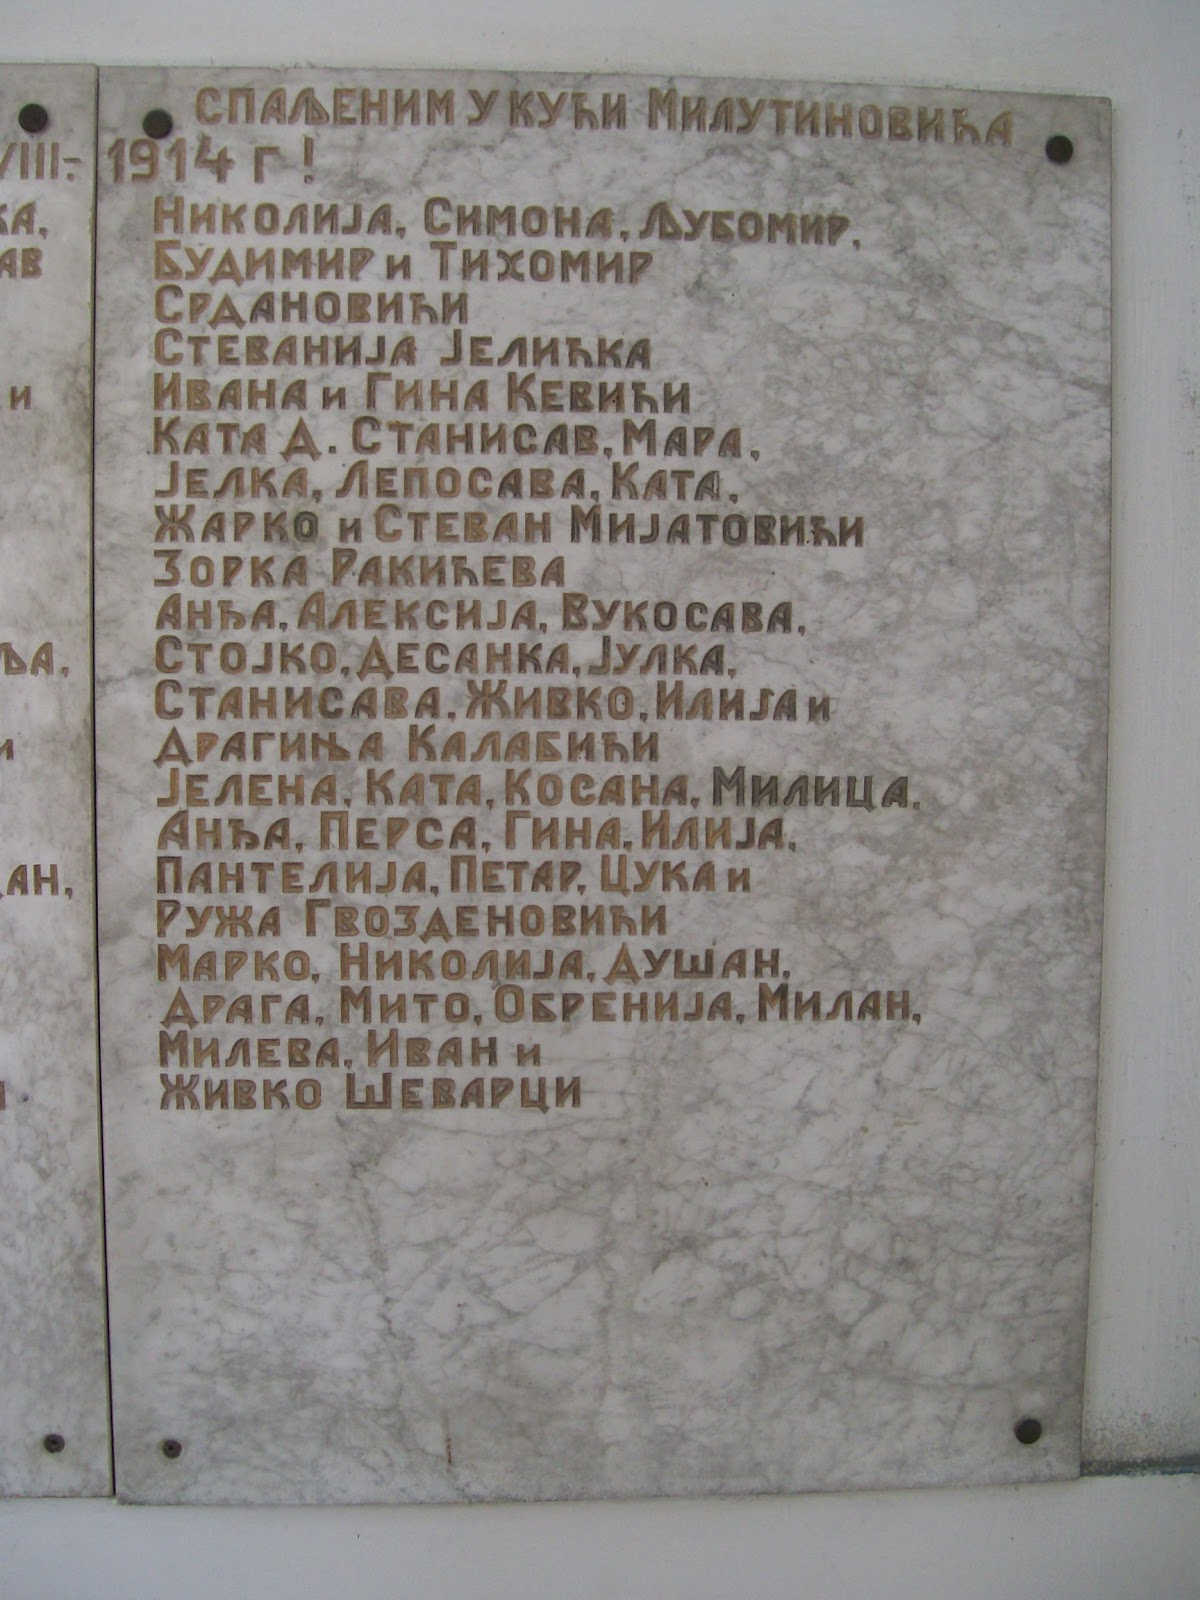 СПАЉЕНИМ У КУЋИ МИЛУТИНОВИЋА
VIII.- 1914 г !
НИКОЛИЈА, СИМОНА, ЉУБОМИР,
БУДИМИР и ТИХОМИР
СРДАНОВИЋИ
СТЕВАНИЈА ЈЕЛИЋКА
ИВАНА и ГИНА КЕВИЋИ
КАТА Д. СТАНИСАВ, МАРА,
ЈЕЛКА, ЛЕПОСАВА, КАТА,
ЖАРКО и СТЕВАН МИЈАТОВИЋИ
ЗОРКА РАКИЋЕВА
АНЂА, АЛЕКСИЈА, ВУКОСАВА,
СТОЈКО, ДЕСАНКА, ЈУЛКА,
СТАНИСАВА, ЖИВКО, ИЛИЈА и
ДРАГИЊА КАЛАБИЋИ
ЈЕЛЕНА, КАТА, КОСАНА, МИЛИЦА,
АНЂА, ПЕРСА, ГИНА, ИЛИЈА,
ПАНТЕЛИЈА, ПЕТАР, ЦУКА и
РУЖА ГВОЗДЕНОВИЋИ
МАРКО, НИКОЛИЈА, ДУШАН,
ДРАГА, МИТО, ОБРЕНИЈА, МИЛАН,
МИЛЕВА, ИВАН и
ЖИВКО ШЕВАРЦИ